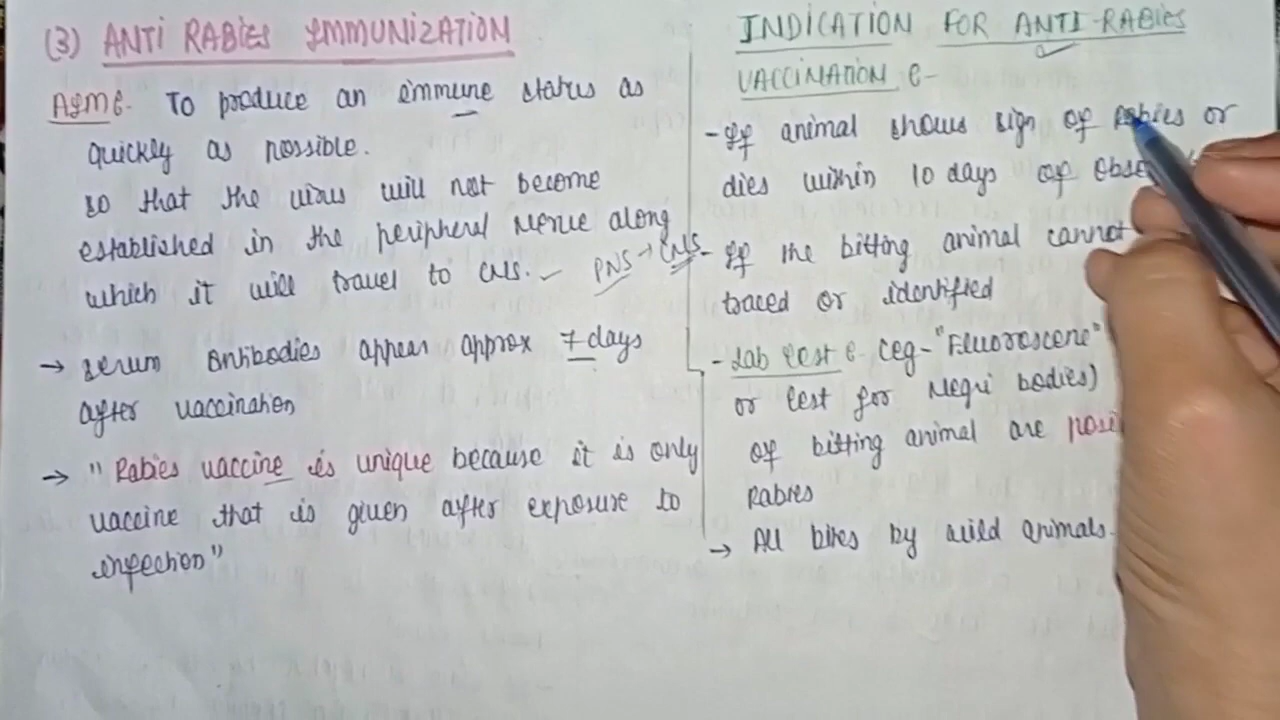 (3) ANTI RABIES IMMUNIZATION
Aim:- To produce an immune status as
quickly as possible.
so that the virus will not become
established in the peripheral nerve along
which it will travel to CNS. - PNS → CNS
→ serum Antibodies appear approx 7 days
after vaccination
→ "Rabies vaccine is unique because it is only
vaccine that is given after exposure to
infection"
INDICATION FOR ANTI-RABIES
VACCINATION :-
- If animal shows sign of Rabies or
dies within 10 days of
- If the bitting animal cannot
traced or identified
- Lab test :- (eg- "Fluorescene"
or test for Negri bodies)
of bitting animal are
Rabies
→ All bites by wild animals.